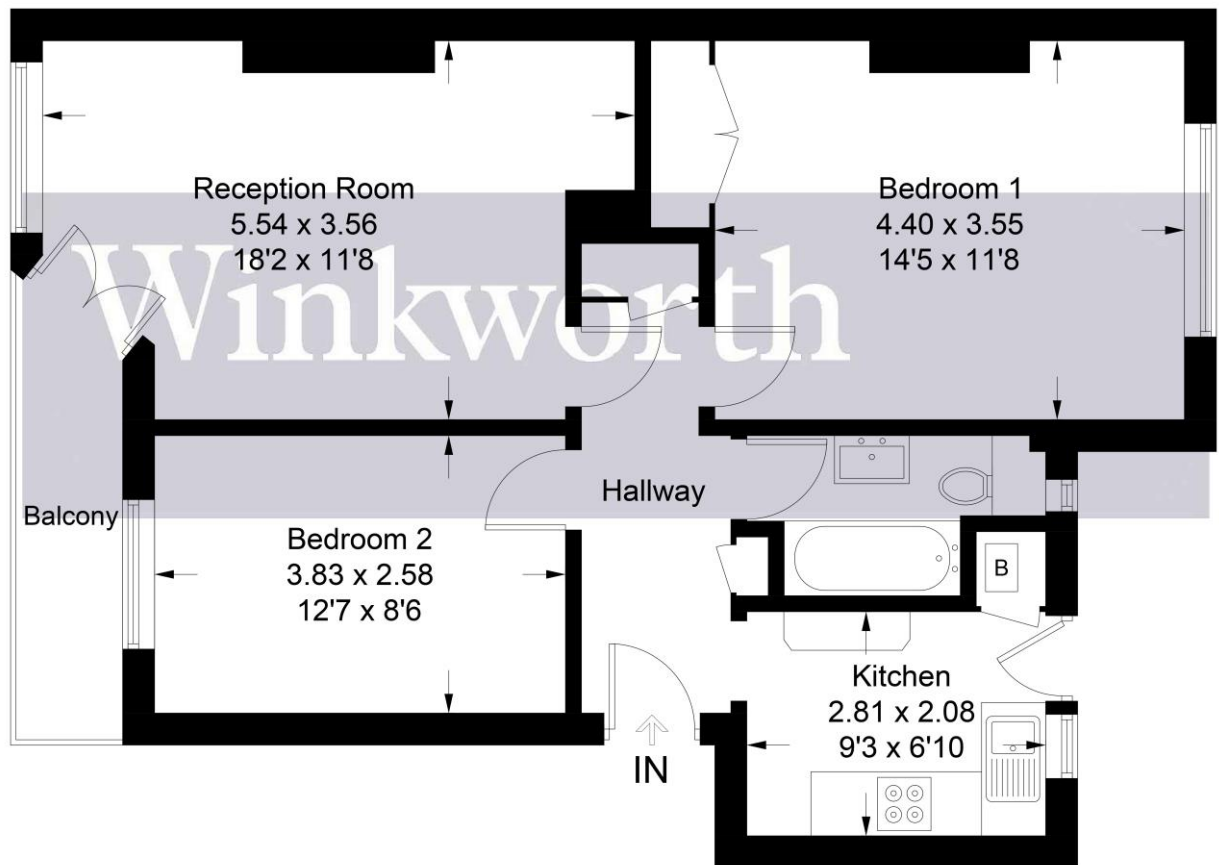 Reception Room
5.54 x 3.56
18'2 x 11'8
Bedroom 1
4.40 x 3.55
14'5 x 11'8
Winkworth
Balcony
Bedroom 2
3.83 x 2.58
12'7 x 8'6
Hallway
B
Kitchen
2.81 x 2.08
9'3 x 6'10
IN